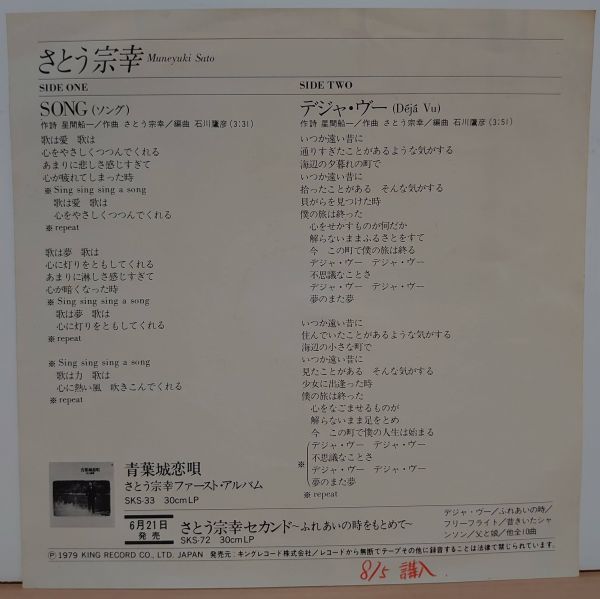 さとう宗幸 Muneyuki Sato
SIDE ONE
SONG (ソング)
作詩 星間船一／作曲 さとう宗幸／編曲 石川鷹彦 (3:31)
歌は愛 歌は
心をやさしくつつんでくれる
あまりに悲しさ感じすぎて
心が疲れてしまった時
※ Sing sing sing a song
歌は愛 歌は
心をやさしくつつんでくれる
※ repeat
歌は夢 歌は
心に灯りをともしてくれる
あまりに淋しさ感じすぎて
心が暗くなった時
※ Sing sing sing a song
歌は夢 歌は
心に灯りをともしてくれる
※ repeat
※ Sing sing sing a song
歌は力 歌は
心に熱い風 吹きこんでくれる
※ repeat
SIDE TWO
デジャ・ヴー (Déjá Vu)
作詩 星間船一／作曲 さとう宗幸／編曲 石川鷹彦 (3:51)
いつか遠い昔に
通りすぎたことがあるような気がする
海辺の夕暮れの町で
いつか遠い昔に
拾ったことがある そんな気がする
貝がらを見つけた時
僕の旅は終った
心をせかすものが何だか
解らないままふるさとをすて
今 この町で僕の旅は終る
デジャ・ヴー デジャ・ヴー
不思議なことさ
デジャ・ヴー デジャ・ヴー
夢のまた夢
いつか遠い昔に
住んでいたことがあるような気がする
海辺の小さな町で
いつか遠い昔に
見たことがある そんな気がする
少女に出逢った時
僕の旅は終った
心をなごませるものが
解らないまま足をとめ
今 この町で僕の人生は始まる
※ デジャ・ヴー デジャ・ヴー
不思議なことさ
デジャ・ヴー デジャ・ヴー
夢のまた夢
※ repeat
青葉城恋唄
青葉城恋唄
さとう宗幸ファースト・アルバム
SKS-33 30cm LP
6月21日
発売
さとう宗幸セカンド〜ふれあいの時をもとめて〜
SKS-72 30cm LP
デジャ・ヴー／ふれあいの時／
フリーフライト／昔きいたシャ
ンソン／父と娘／他全10曲
Ⓟ 1979 KING RECORD CO., LTD. JAPAN 発売元：キングレコード株式会社／レコードから無断でテープその他に録音することは法律で禁じられています。
8/5 購入